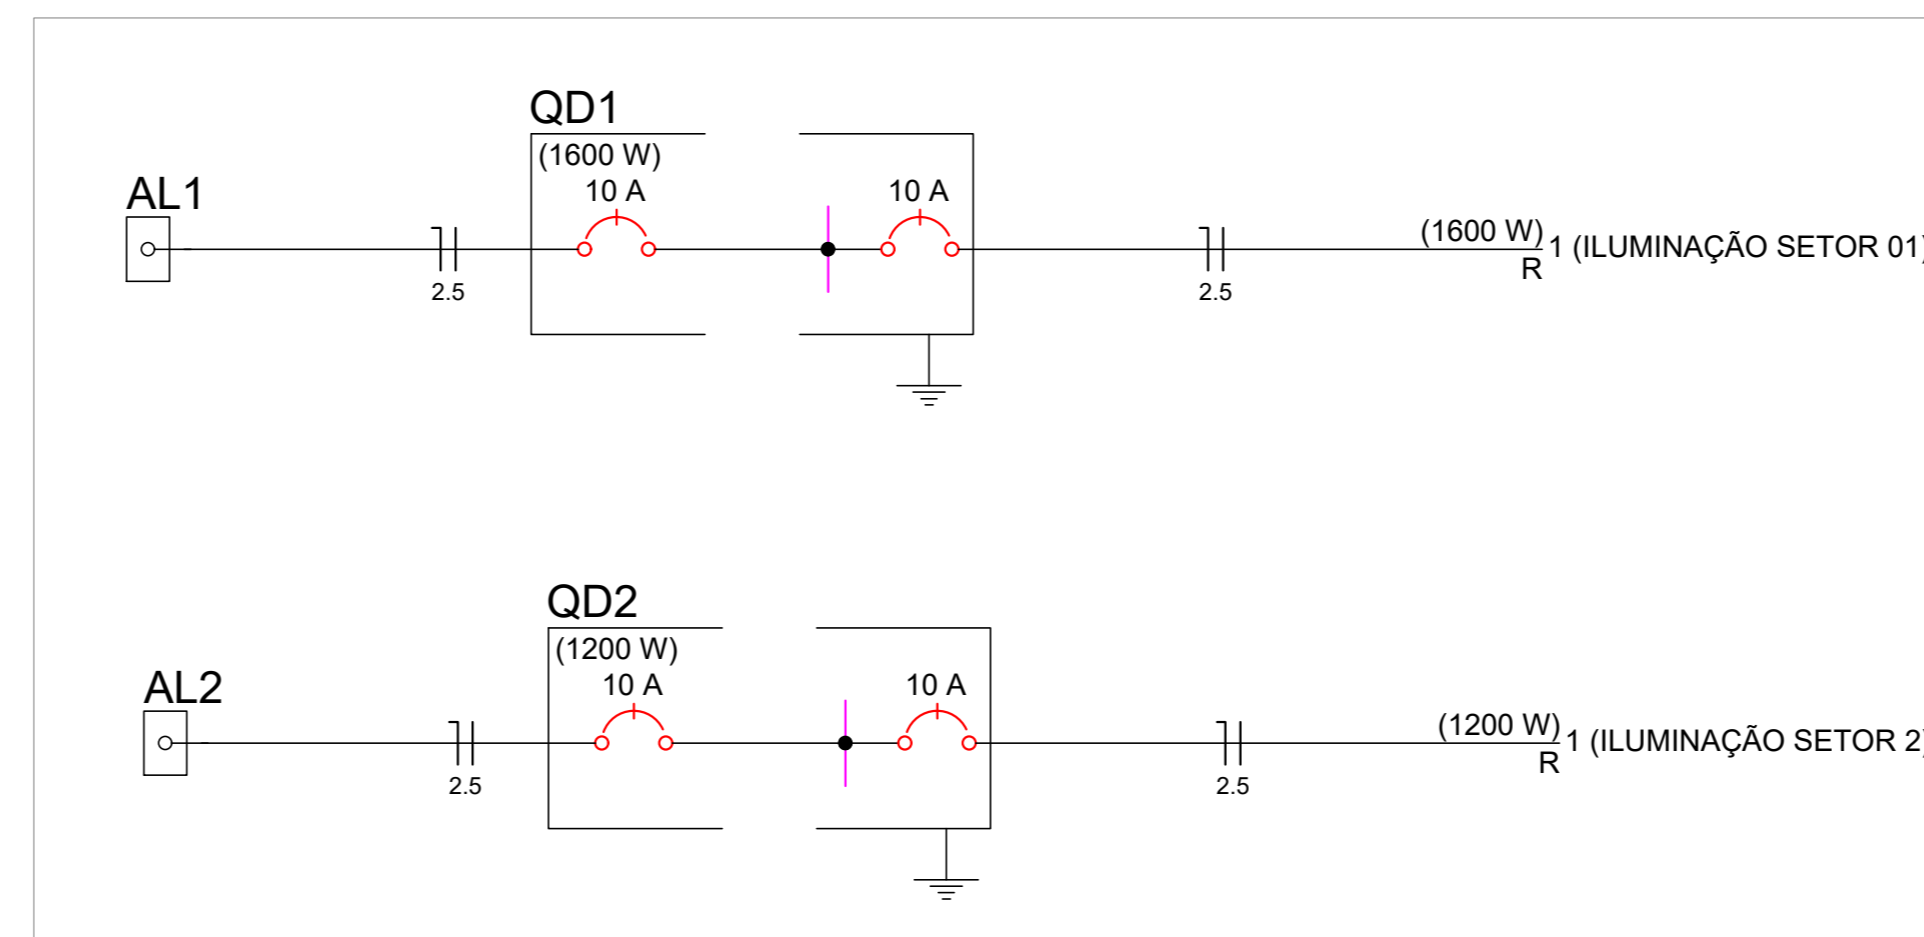 QD1
(1600 W)
10 A
10 A
AL1
2.5
2.5
(1600 W)
R
1 (ILUMINAÇÃO SETOR 01)
QD2
(1200 W)
10 A
10 A
AL2
2.5
2.5
(1200 W)
R
1 (ILUMINAÇÃO SETOR 2)